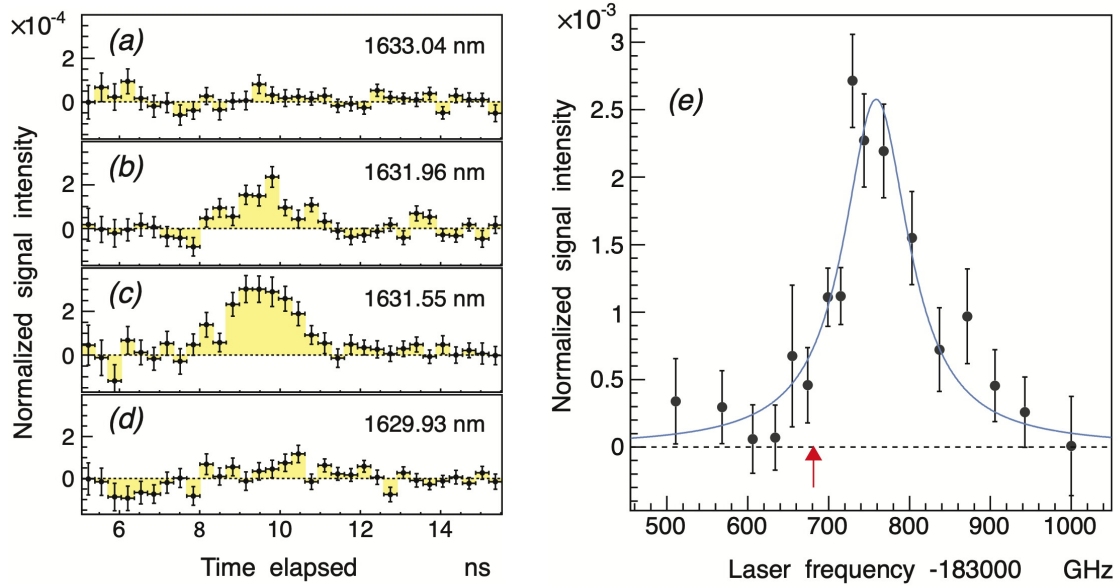 ×10⁻⁴
(a)
1633.04 nm
2
0
(b)
1631.96 nm
2
0
(c)
1631.55 nm
2
0
(d)
1629.93 nm
2
0
6 8 10 12 14
Time elapsed ns
Normalized signal intensity
×10⁻³
(e)
3
2.5
2
1.5
1
0.5
0
500 600 700 800 900 1000
Laser frequency -183000 GHz
Normalized signal intensity